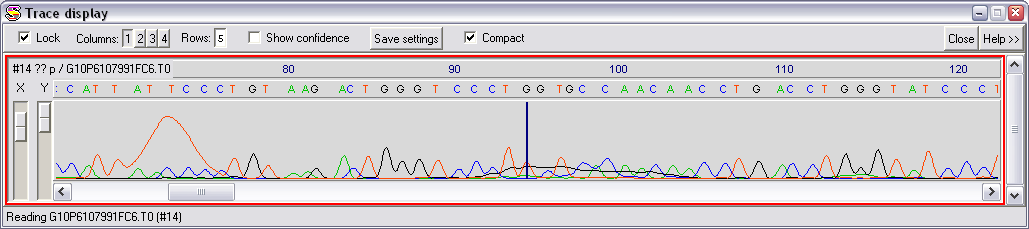 Trace display
Lock Columns: 1 2 3 4 Rows: 5 Show confidence Save settings Compact Close Help >>
#14 ?? p / G10P6107991FC6.T0 80 90 100 110 120
X Y : C A T T A T T C C C T G T A A G A C T G G G T C C C T G G T G C C A A C A A C C T G A C C T G G G T A T C C C T
Reading G10P6107991FC6.T0 (#14)